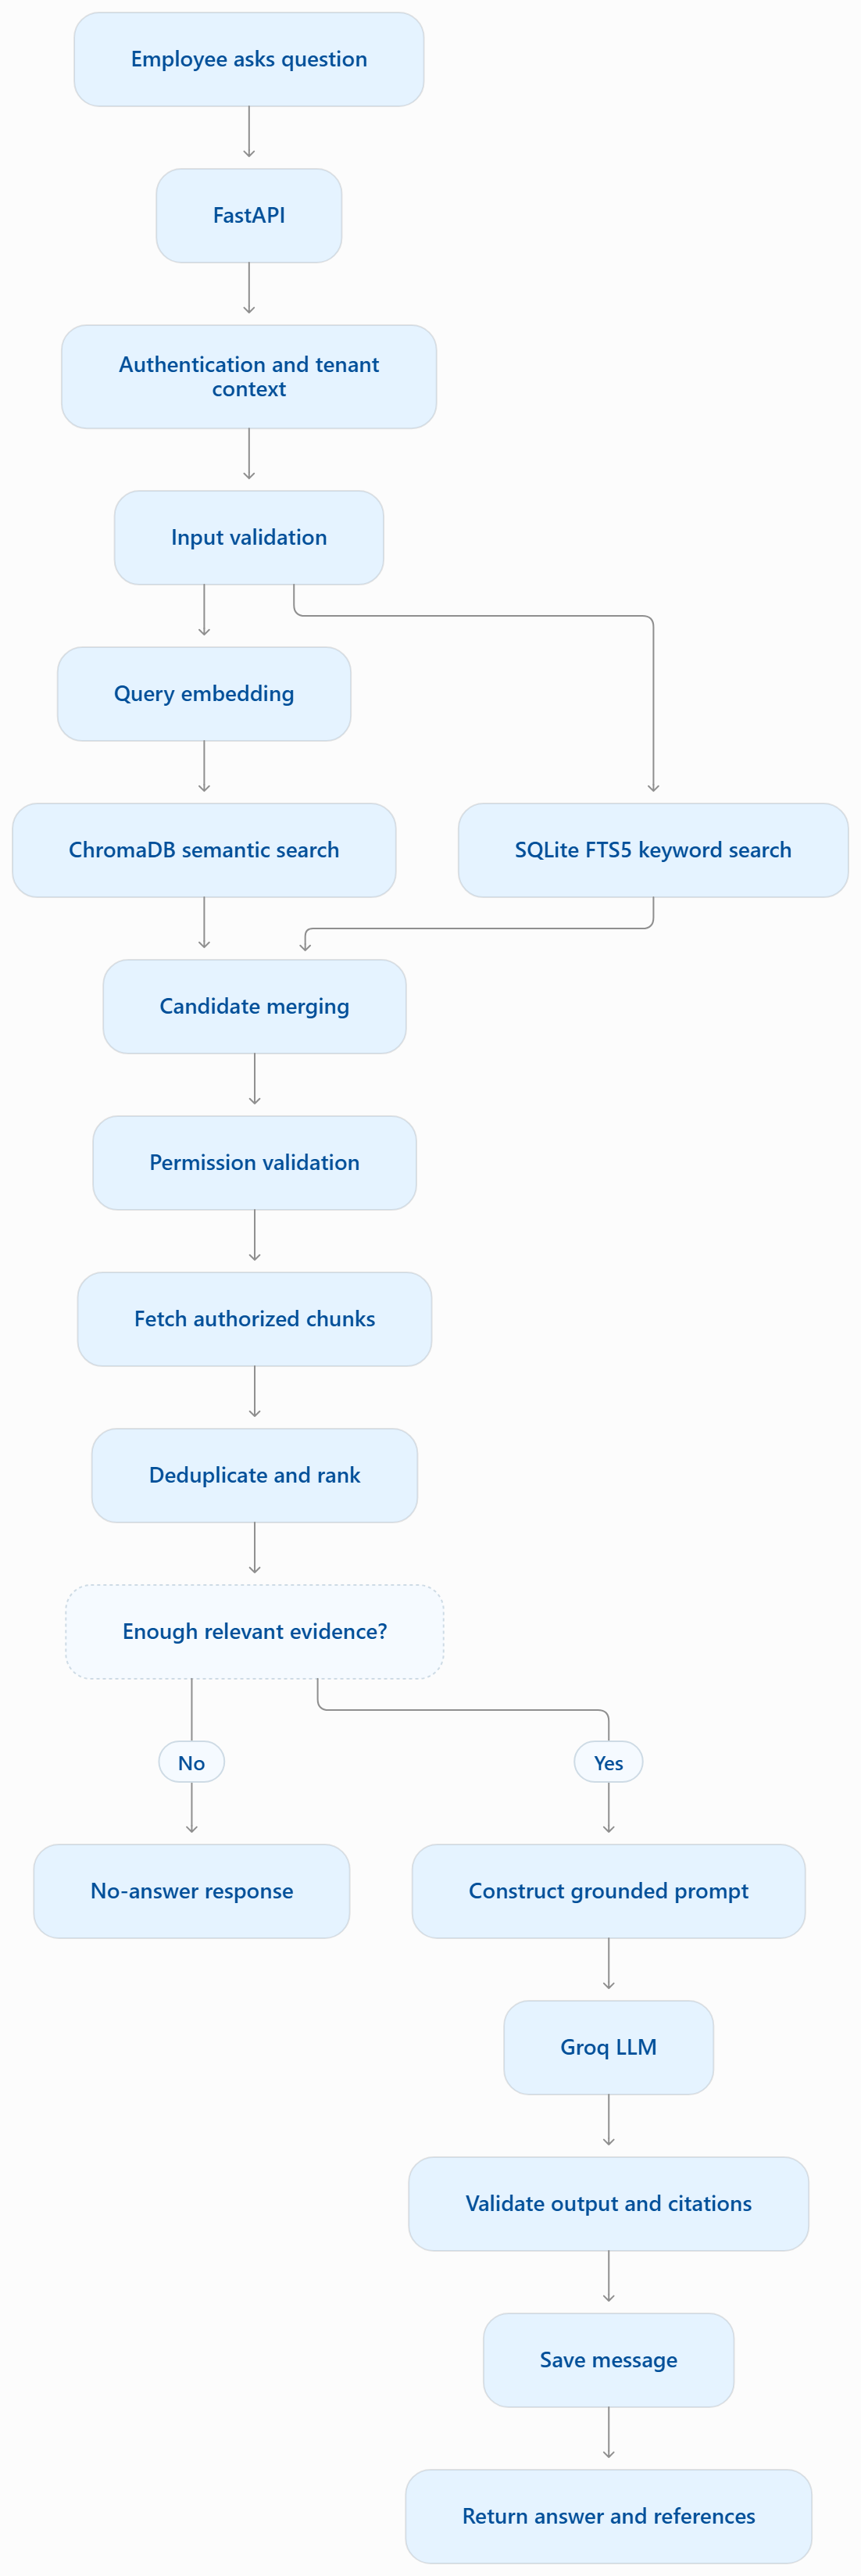 Employee asks question
FastAPI
Authentication and tenant
context
Input validation
Query embedding
ChromaDB semantic search
SQLite FTS5 keyword search
Candidate merging
Permission validation
Fetch authorized chunks
Deduplicate and rank
Enough relevant evidence?
No
Yes
No-answer response
Construct grounded prompt
Groq LLM
Validate output and citations
Save message
Return answer and references